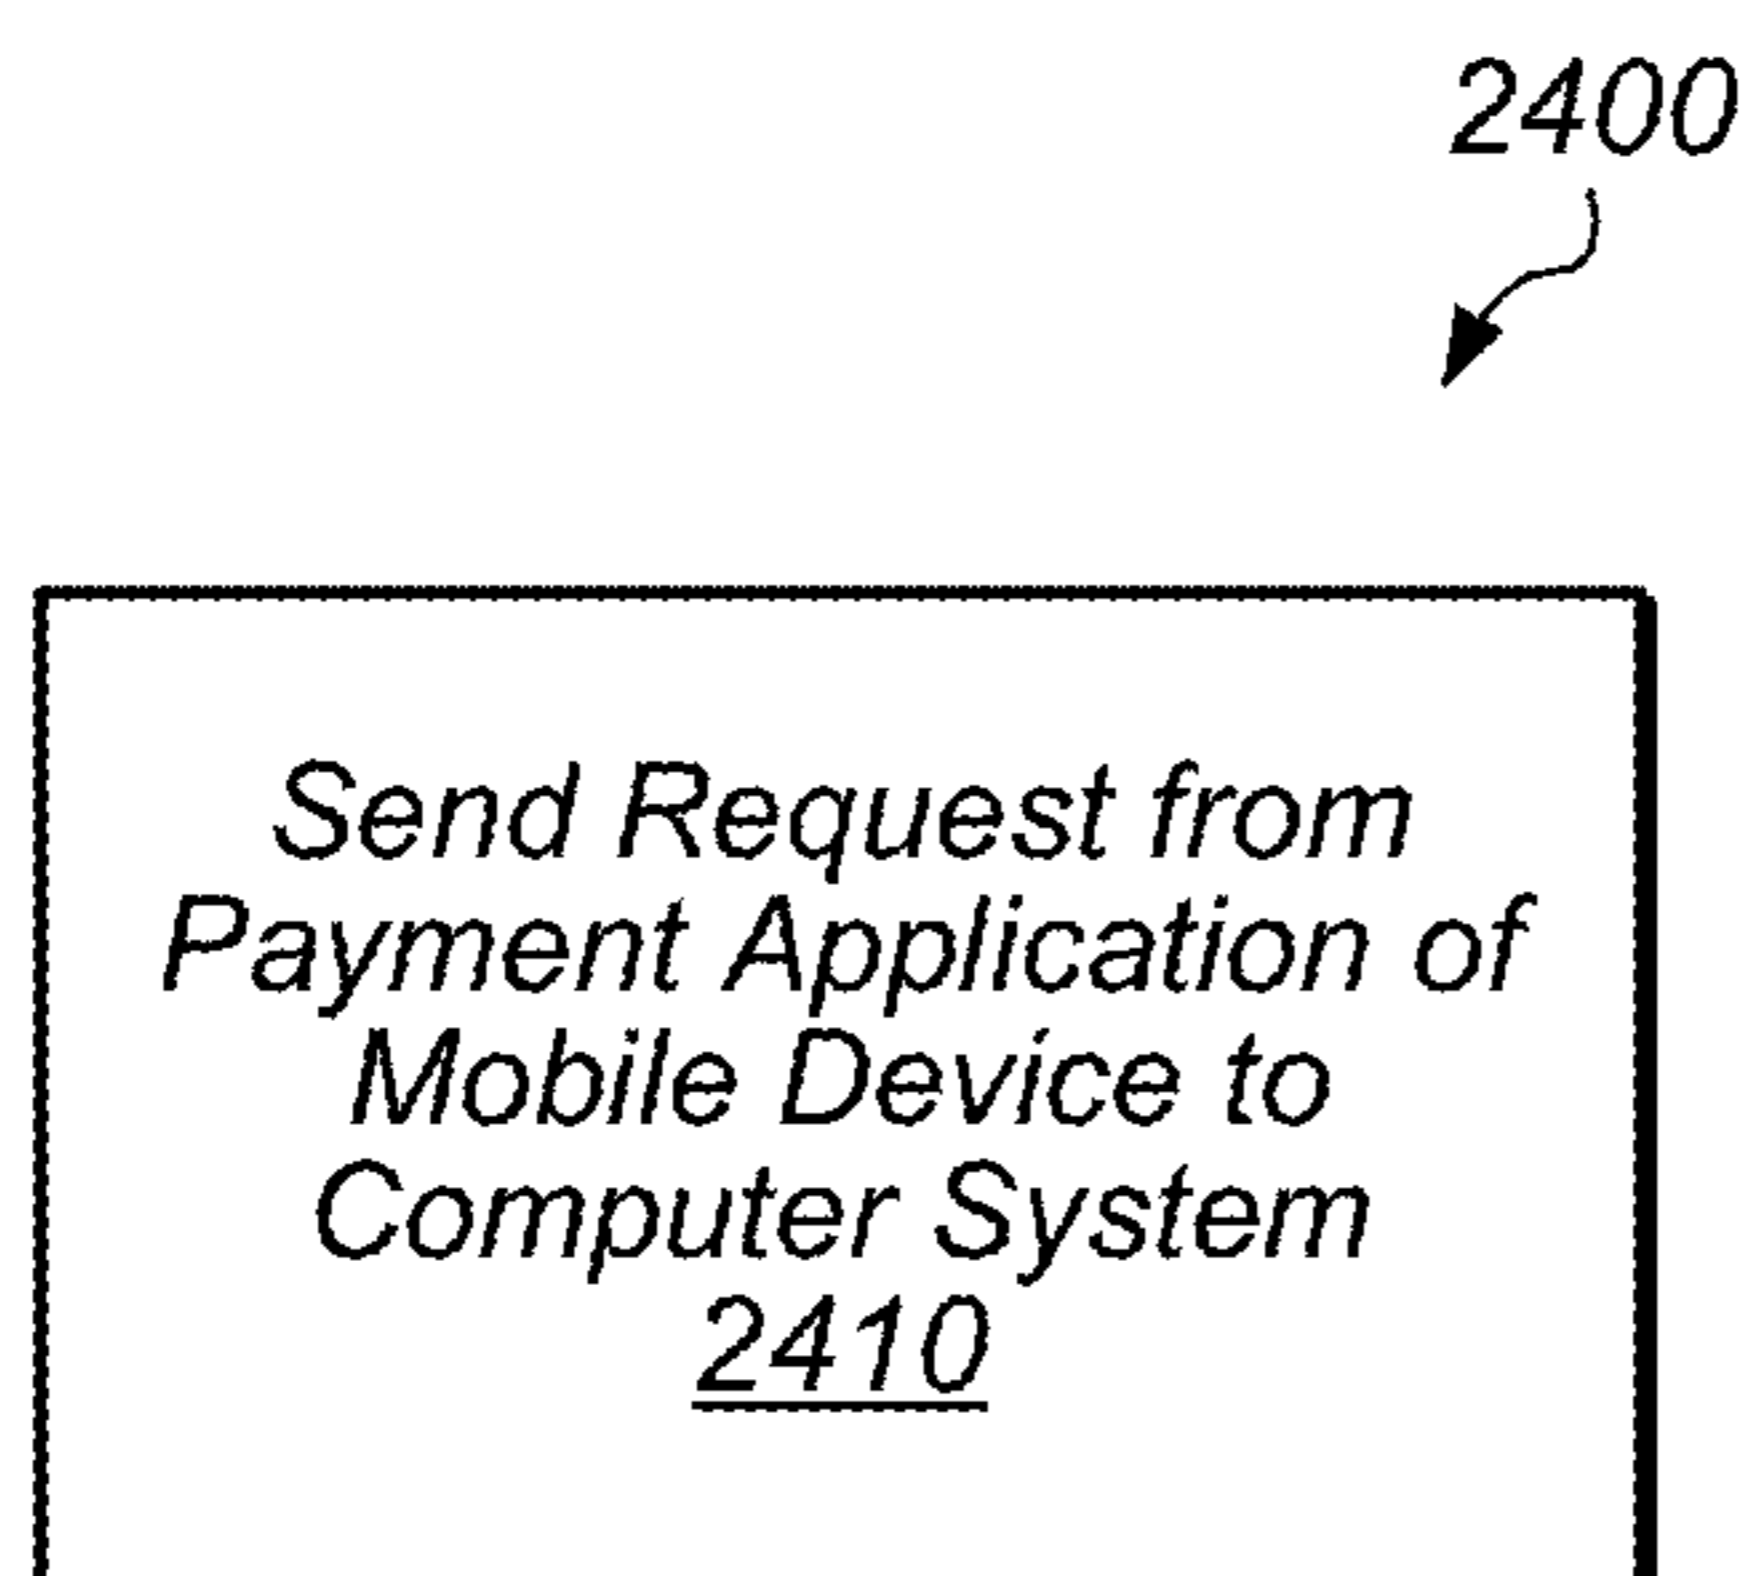 2400
Send Request from
Payment Application of
Mobile Device to
Computer System
2410